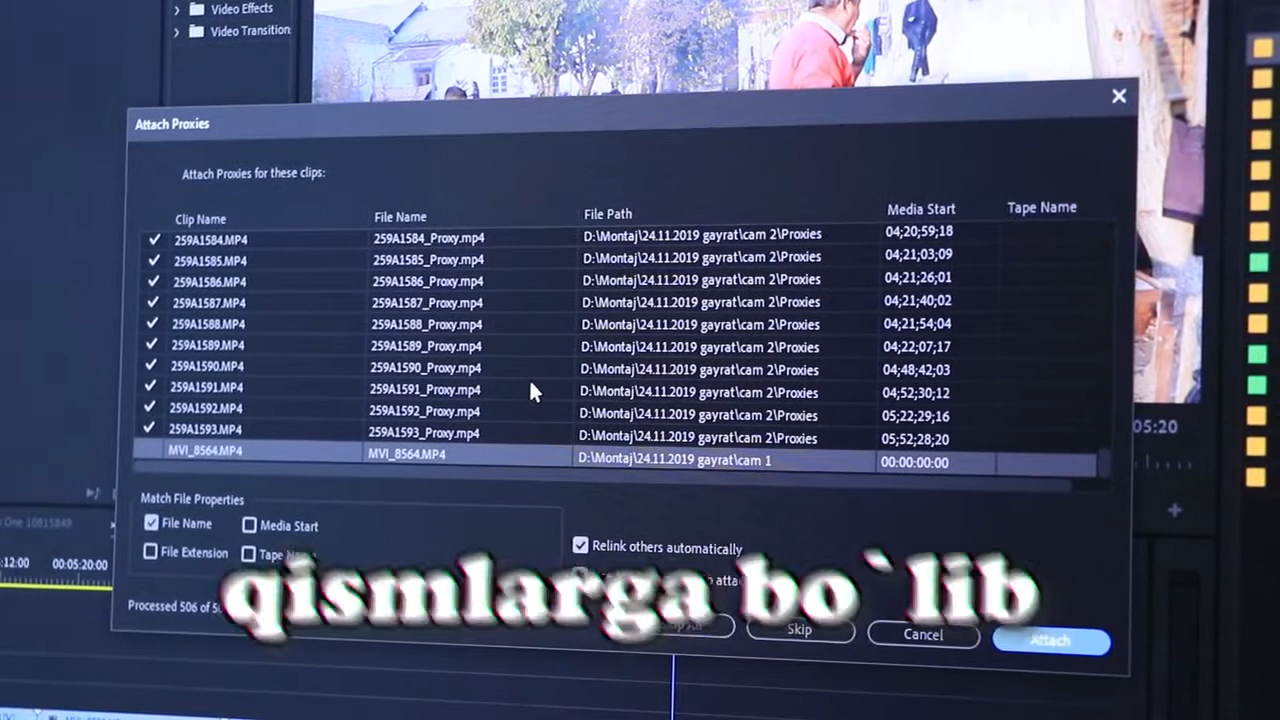 Video Effects
Video Transition
Attach Proxies
Attach Proxies for these clips:
Clip Name File Name File Path Media Start Tape Name
259A1584.MP4 259A1584_Proxy.mp4 D:\Montaj\24.11.2019 gayrat\cam 2\Proxies 04;20;59;18
259A1585.MP4 259A1585_Proxy.mp4 D:\Montaj\24.11.2019 gayrat\cam 2\Proxies 04;21;03;09
259A1586.MP4 259A1586_Proxy.mp4 D:\Montaj\24.11.2019 gayrat\cam 2\Proxies 04;21;26;01
259A1587.MP4 259A1587_Proxy.mp4 D:\Montaj\24.11.2019 gayrat\cam 2\Proxies 04;21;40;02
259A1588.MP4 259A1588_Proxy.mp4 D:\Montaj\24.11.2019 gayrat\cam 2\Proxies 04;21;54;04
259A1589.MP4 259A1589_Proxy.mp4 D:\Montaj\24.11.2019 gayrat\cam 2\Proxies 04;22;07;17
259A1590.MP4 259A1590_Proxy.mp4 D:\Montaj\24.11.2019 gayrat\cam 2\Proxies 04;48;42;03
259A1591.MP4 259A1591_Proxy.mp4 D:\Montaj\24.11.2019 gayrat\cam 2\Proxies 04;52;30;12
259A1592.MP4 259A1592_Proxy.mp4 D:\Montaj\24.11.2019 gayrat\cam 2\Proxies 05;22;29;16
259A1593.MP4 259A1593_Proxy.mp4 D:\Montaj\24.11.2019 gayrat\cam 2\Proxies 05;52;28;20
MVI_8564.MP4 MVI_8564.MP4 D:\Montaj\24.11.2019 gayrat\cam 1 00:00:00:00
05:20
Match File Properties
File Name Media Start
File Extension Tape
Relink others automatically
One 10815849
:12:00 00:05:20:00
qismlarga bo`lib
Processed 506 of
Skip Cancel Attach